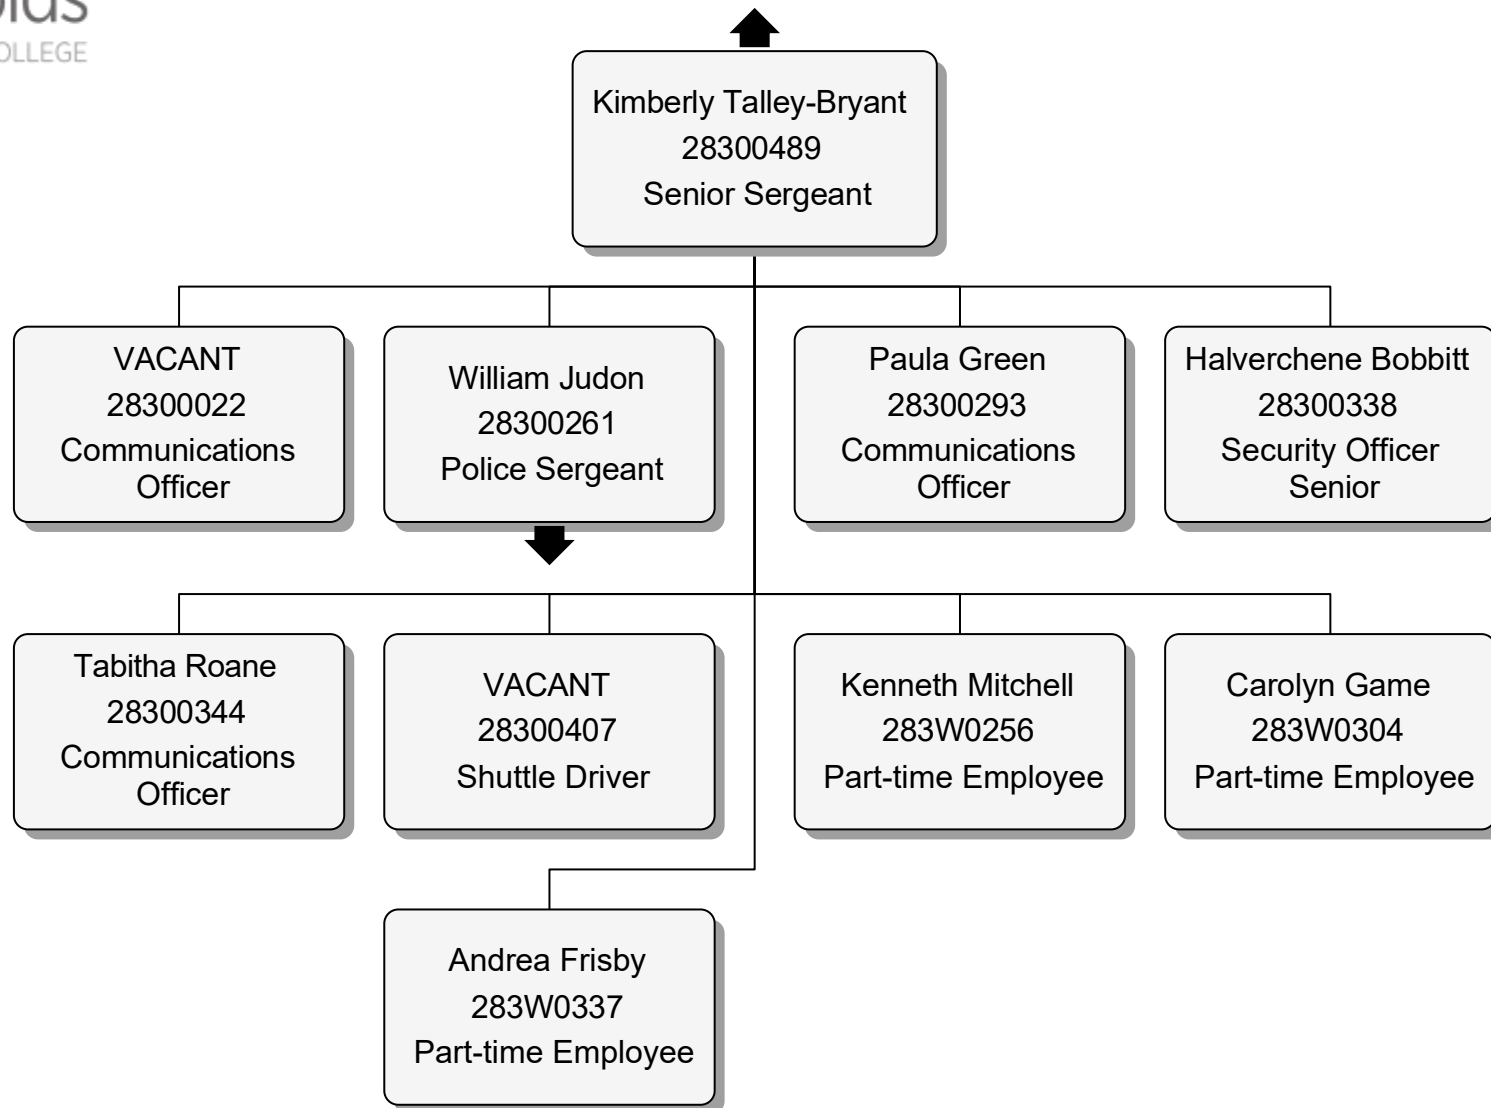 OLLEGE
Kimberly Talley-Bryant
28300489
Senior Sergeant
VACANT
28300022
Communications
Officer
William Judon
28300261
Police Sergeant
Paula Green
28300293
Communications
Officer
Halverchene Bobbitt
28300338
Security Officer
Senior
Tabitha Roane
28300344
Communications
Officer
VACANT
28300407
Shuttle Driver
Kenneth Mitchell
283W0256
Part-time Employee
Carolyn Game
283W0304
Part-time Employee
Andrea Frisby
283W0337
Part-time Employee